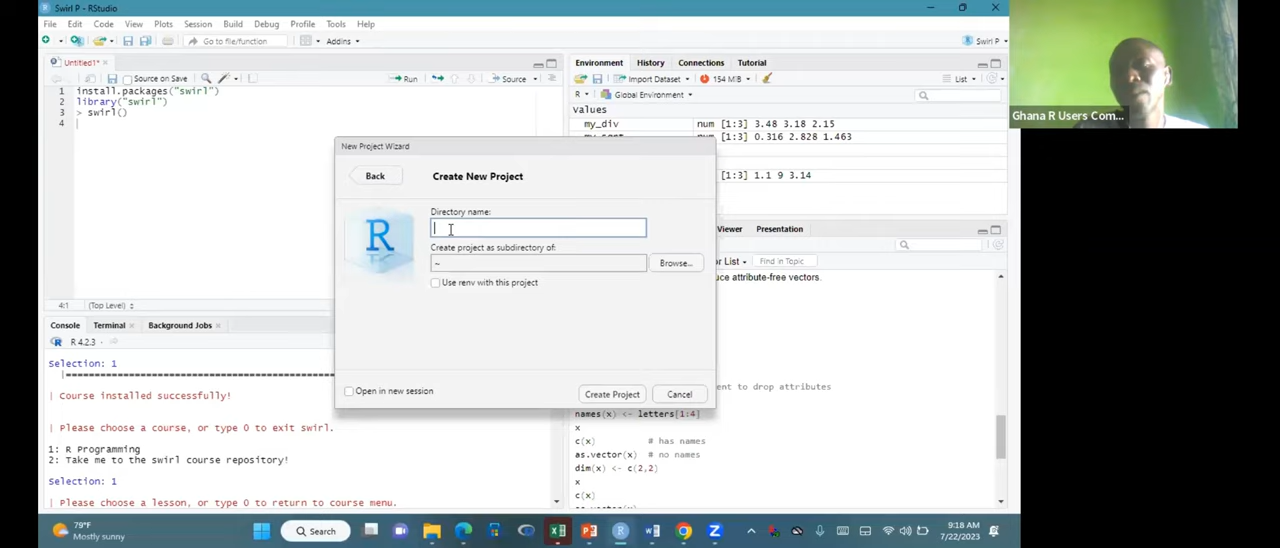 Swirl P - RStudio
File Edit Code View Plots Session Build Debug Profile Tools Help
Go to file/function Addins Swirl P
Untitled1*
Source on Save Run Source
1 install.packages("swirl")
2 library("swirl")
3 > swirl()
4
4:1 (Top Level)
Console Terminal Background Jobs
R 4.2.3 ·
Selection: 1
|=================================================
| Course installed successfully!
| Please choose a course, or type 0 to exit swirl.
1: R Programming
2: Take me to the swirl course repository!
Selection: 1
| Please choose a lesson, or type 0 to return to course menu.
New Project Wizard
Back
Create New Project
R
Directory name:
Create project as subdirectory of:
~
Browse...
Use renv with this project
Open in new session
Create Project
Cancel
Environment History Connections Tutorial
Import Dataset 154 MiB List
R Global Environment
Values
my_div num [1:3] 3.48 3.18 2.15
num [1:3] 0.316 2.828 1.463
[1:3] 1.1 9 3.14
Viewer Presentation
Find in Topic
attribute-free vectors.
to drop attributes
names(x) <- letters[1:4]
x
c(x) # has names
as.vector(x) # no names
dim(x) <- c(2,2)
x
c(x)
Ghana R Users Com...
79°F
Mostly sunny
Search
9:18 AM
7/22/2023